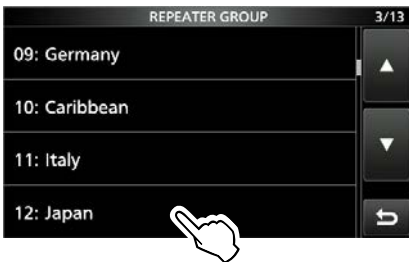 REPEATER GROUP 3/13
09: Germany
10: Caribbean
11: Italy
12: Japan